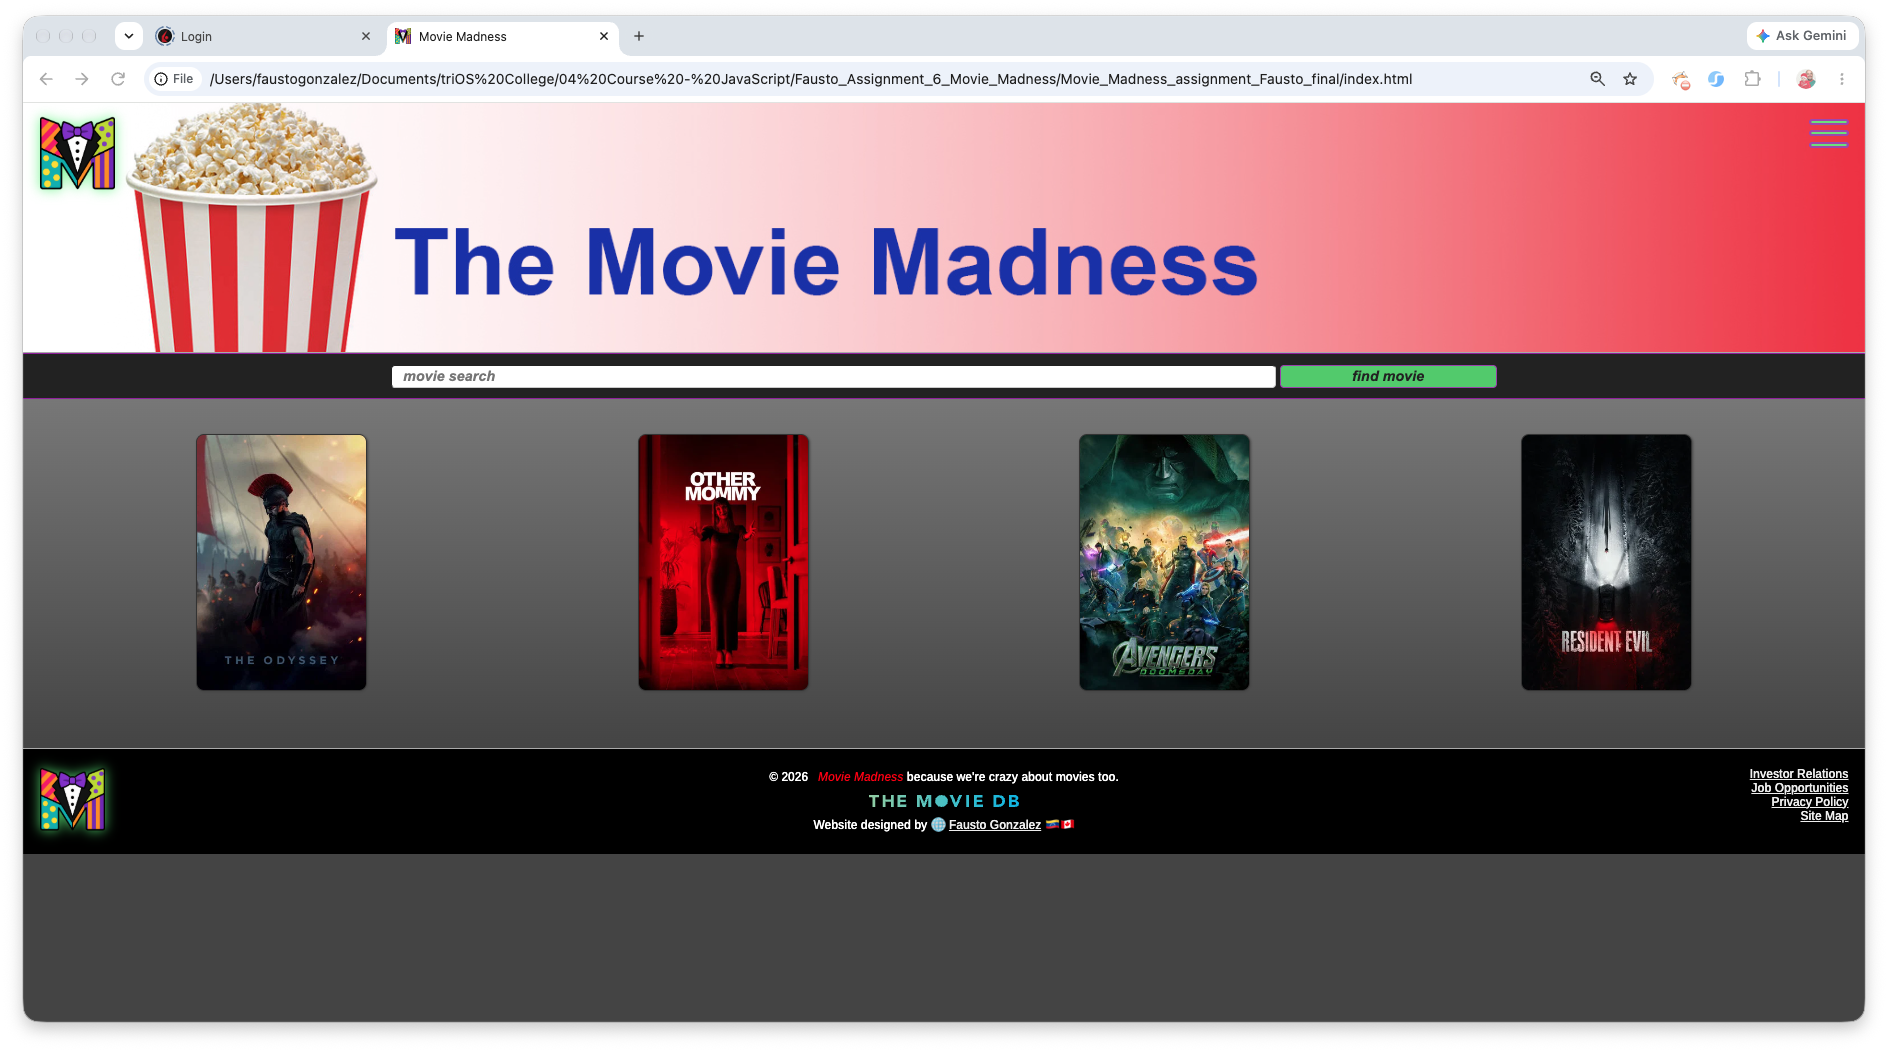 Login
Movie Madness
Ask Gemini
File
/Users/faustogonzalez/Documents/triOS%20College/04%20Course%20-%20JavaScript/Fausto_Assignment_6_Movie_Madness/Movie_Madness_assignment_Fausto_final/index.html
The Movie Madness
movie search
find movie
THE ODYSSEY
OTHER
MOMMY
AVENGERS
DOOMSDAY
RESIDENT EVIL
© 2026 Movie Madness because we're crazy about movies too.
THE MOVIE DB
Website designed by 🌐 Fausto Gonzalez 🇻🇪🇨🇦
Investor Relations
Job Opportunities
Privacy Policy
Site Map